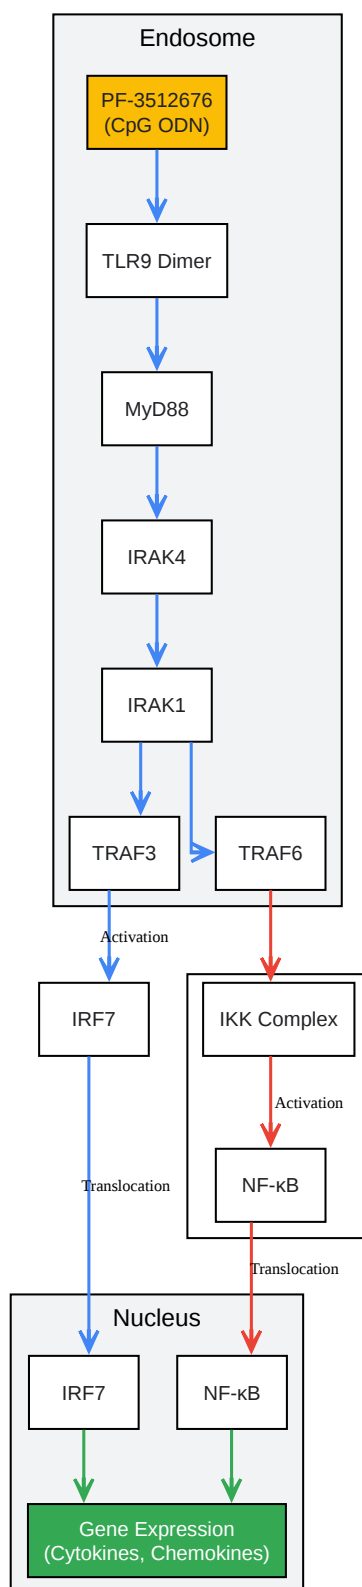 Endosome
PF-3512676
(CpG ODN)
TLR9 Dimer
MyD88
IRAK4
IRAK1
TRAF3
TRAF6
Activation
IRF7
IKK Complex
Activation
Translocation
NF-κB
Translocation
Nucleus
IRF7
NF-κB
Gene Expression
(Cytokines, Chemokines)